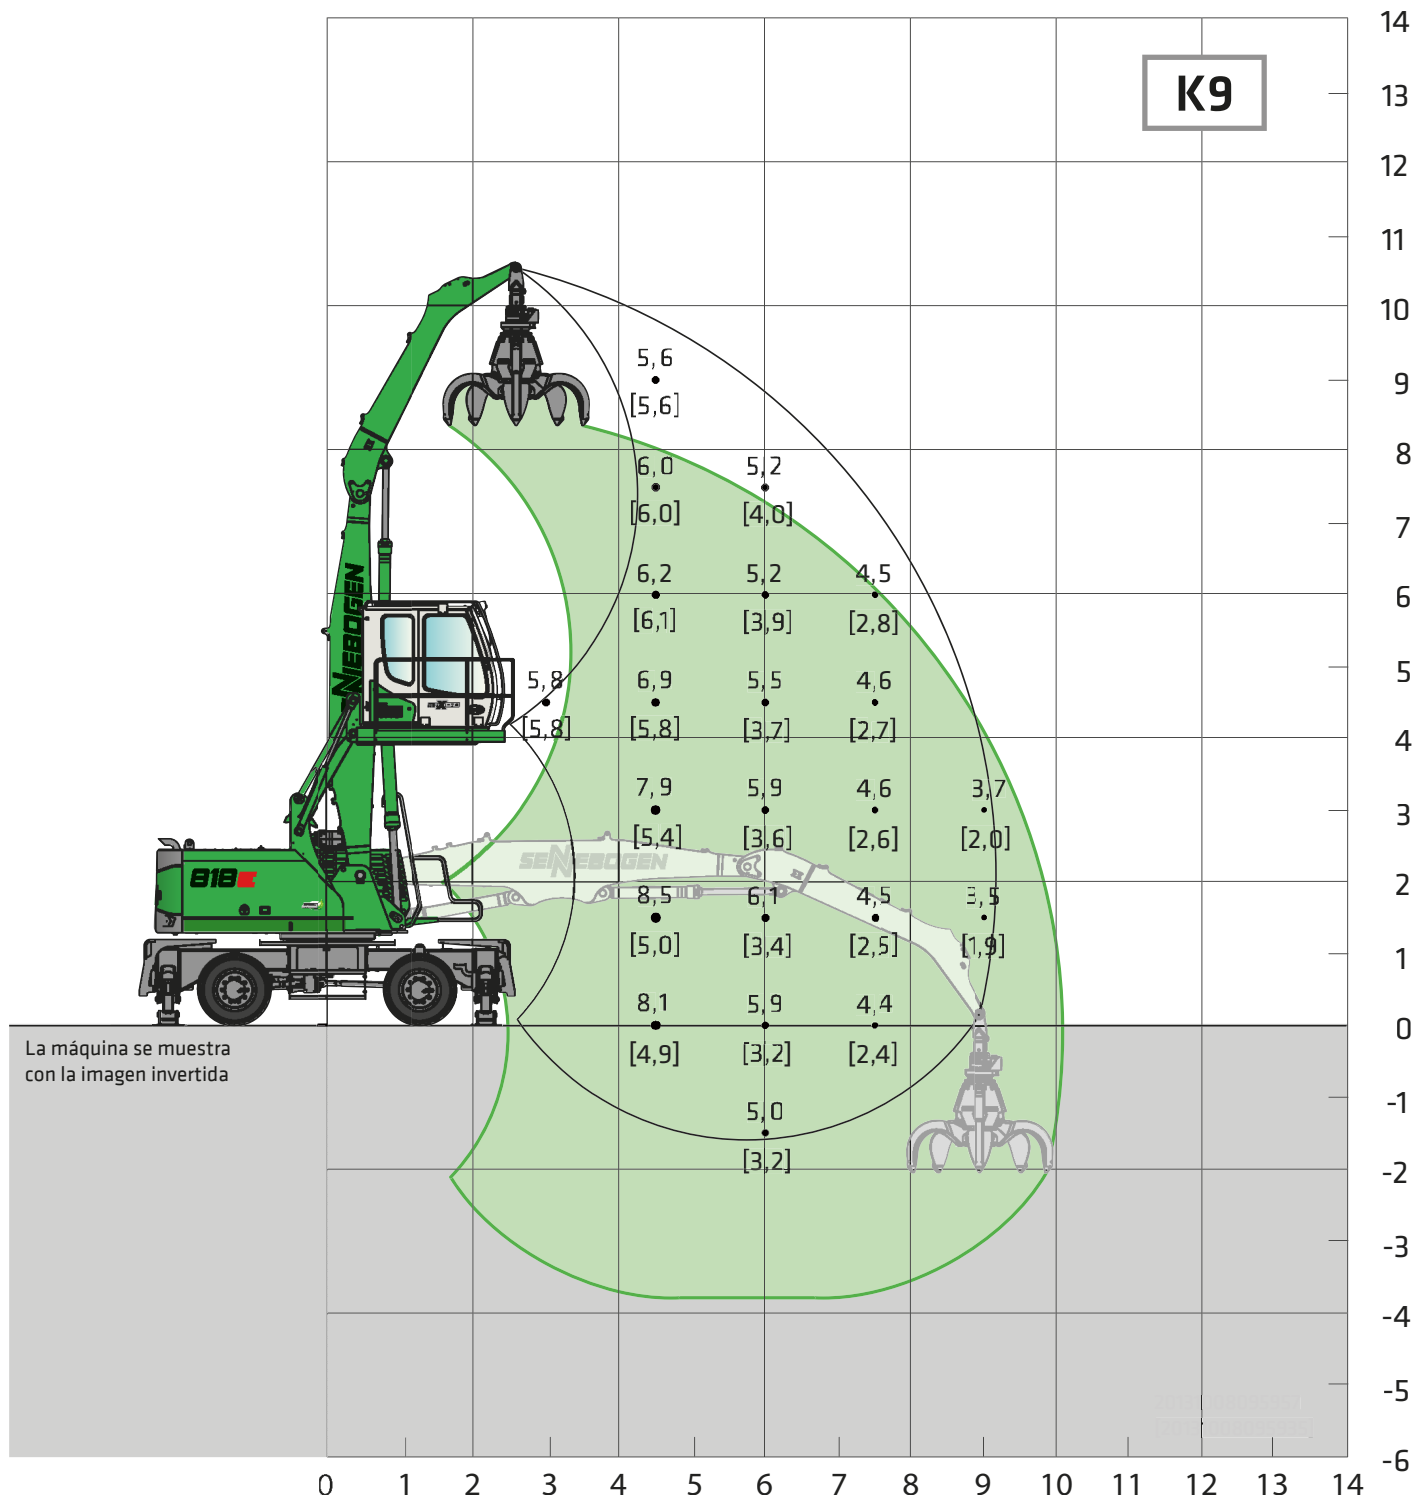 14
K9
13
12
11
10
5,6
9
[5,6]
8
6,0 5,2
[6,0] [4,0]
7
SENNEBOGEN
6,2 5,2 4,5
6
[6,1] [3,9] [2,8]
5,8 6,9 5,5 4,6
5
[5,8] [5,8] [3,7] [2,7]
4
7,9 5,9 4,6 3,7
3
[5,4] [3,6] [2,6] [2,0]
SENNEBOGEN
818E
2
8,5 6,1 4,5 3,5
[5,0] [3,4] [2,5] [1,9]
1
8,1 5,9 4,4
0
La máquina se muestra
con la imagen invertida
[4,9] [3,2] [2,4]
-1
5,0
[3,2]
-2
-3
-4
-5
-6
0 1 2 3 4 5 6 7 8 9 10 11 12 13 14